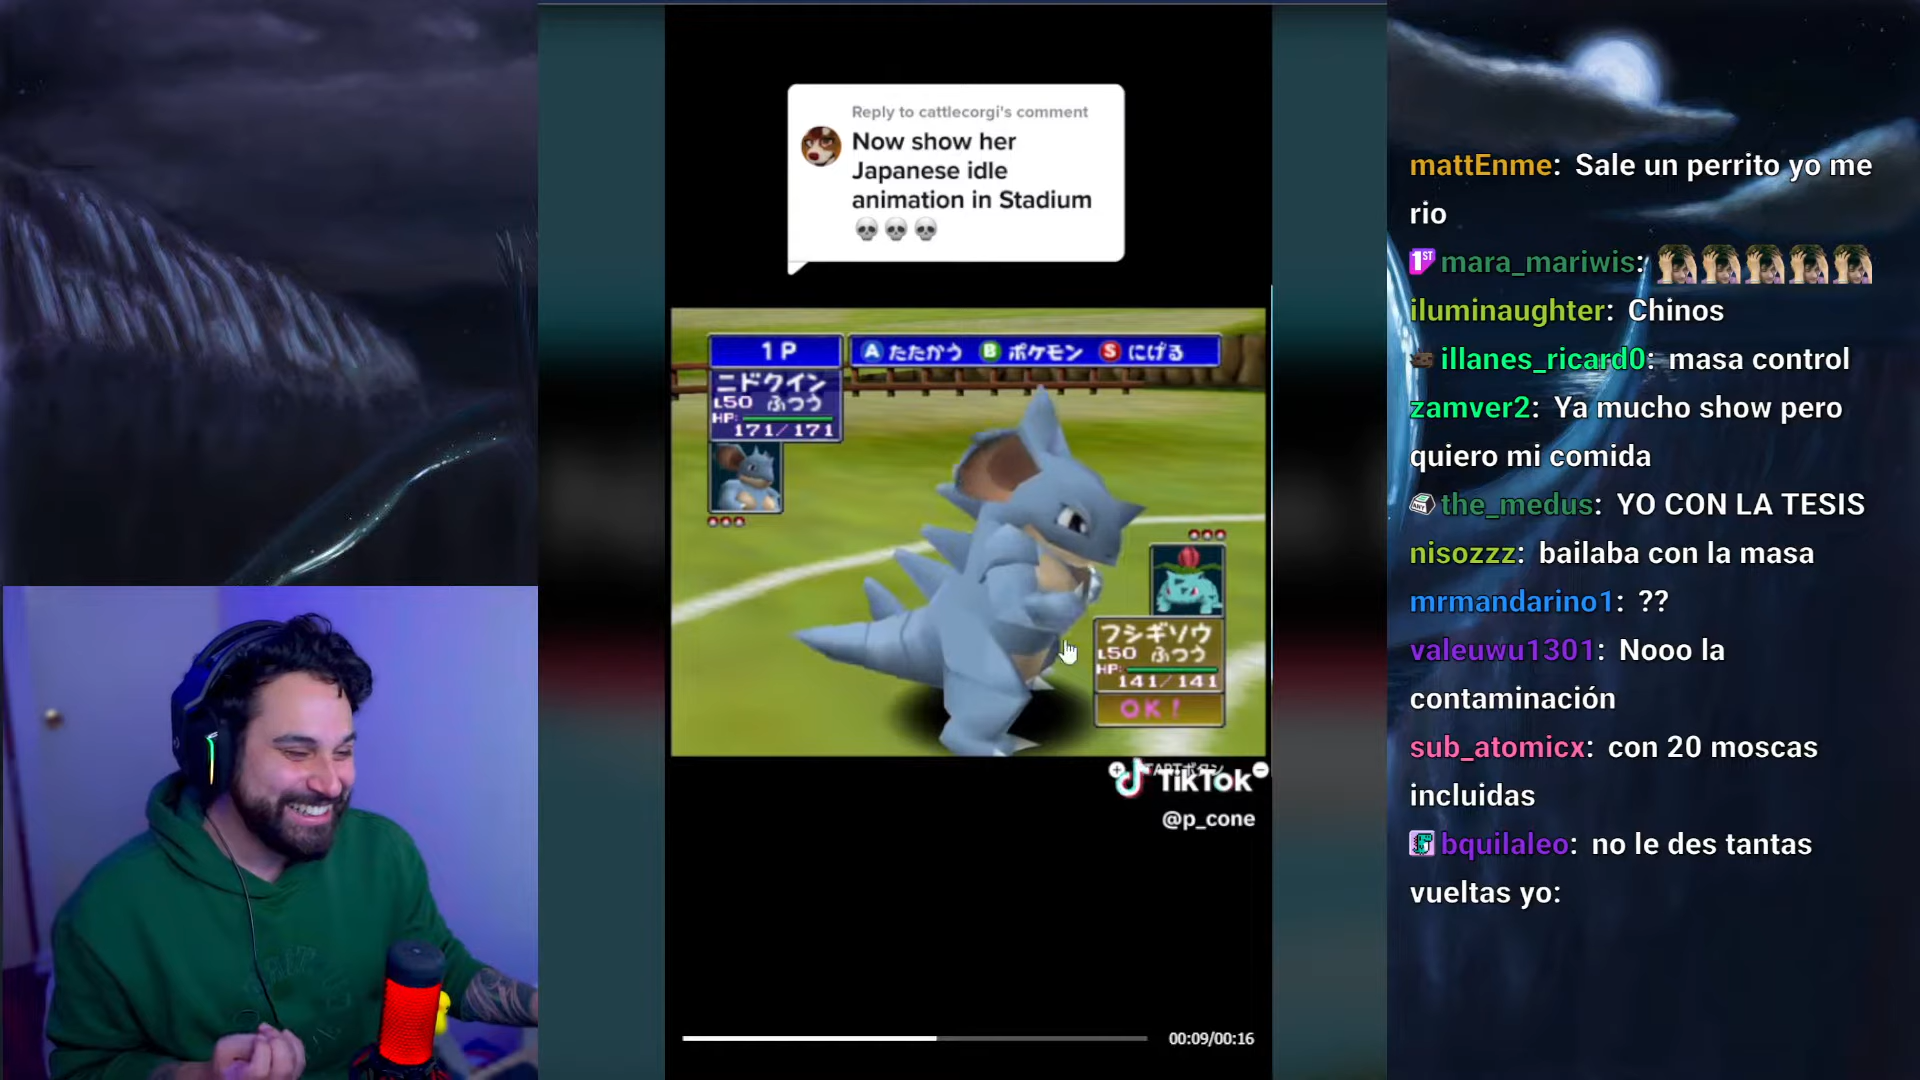 Reply to cattlecorgi's comment
Now show her
Japanese idle
animation in Stadium
💀💀💀
1P
A たたかう B ポケモン S にげる
ニドクイン
L50 ふつう
HP:
171/171
フシギソウ
L50 ふつう
HP:
141/141
OK!
TikTok
@p_cone
00:09/00:16
mattEnme: Sale un perrito yo me
rio
1ST mara_mariwis:
iluminaughter: Chinos
illanes_ricard0: masa control
zamver2: Ya mucho show pero
quiero mi comida
the_medus: YO CON LA TESIS
nisozzz: bailaba con la masa
mrmandarino1: ??
valeuwu1301: Nooo la
contaminación
sub_atomicx: con 20 moscas
incluidas
bquilaleo: no le des tantas
vueltas yo: